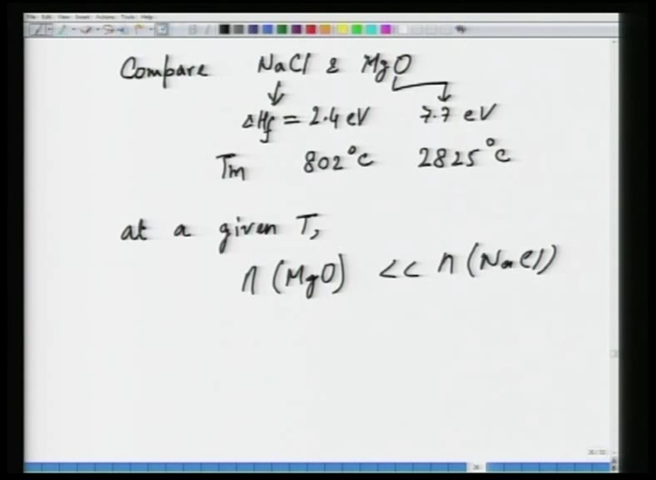 Compare NaCl & MgO
ΔHf = 2.4 eV 7.7 eV
Tm 802°C 2825°C
at a given T,
n (MgO) << n (NaCl)